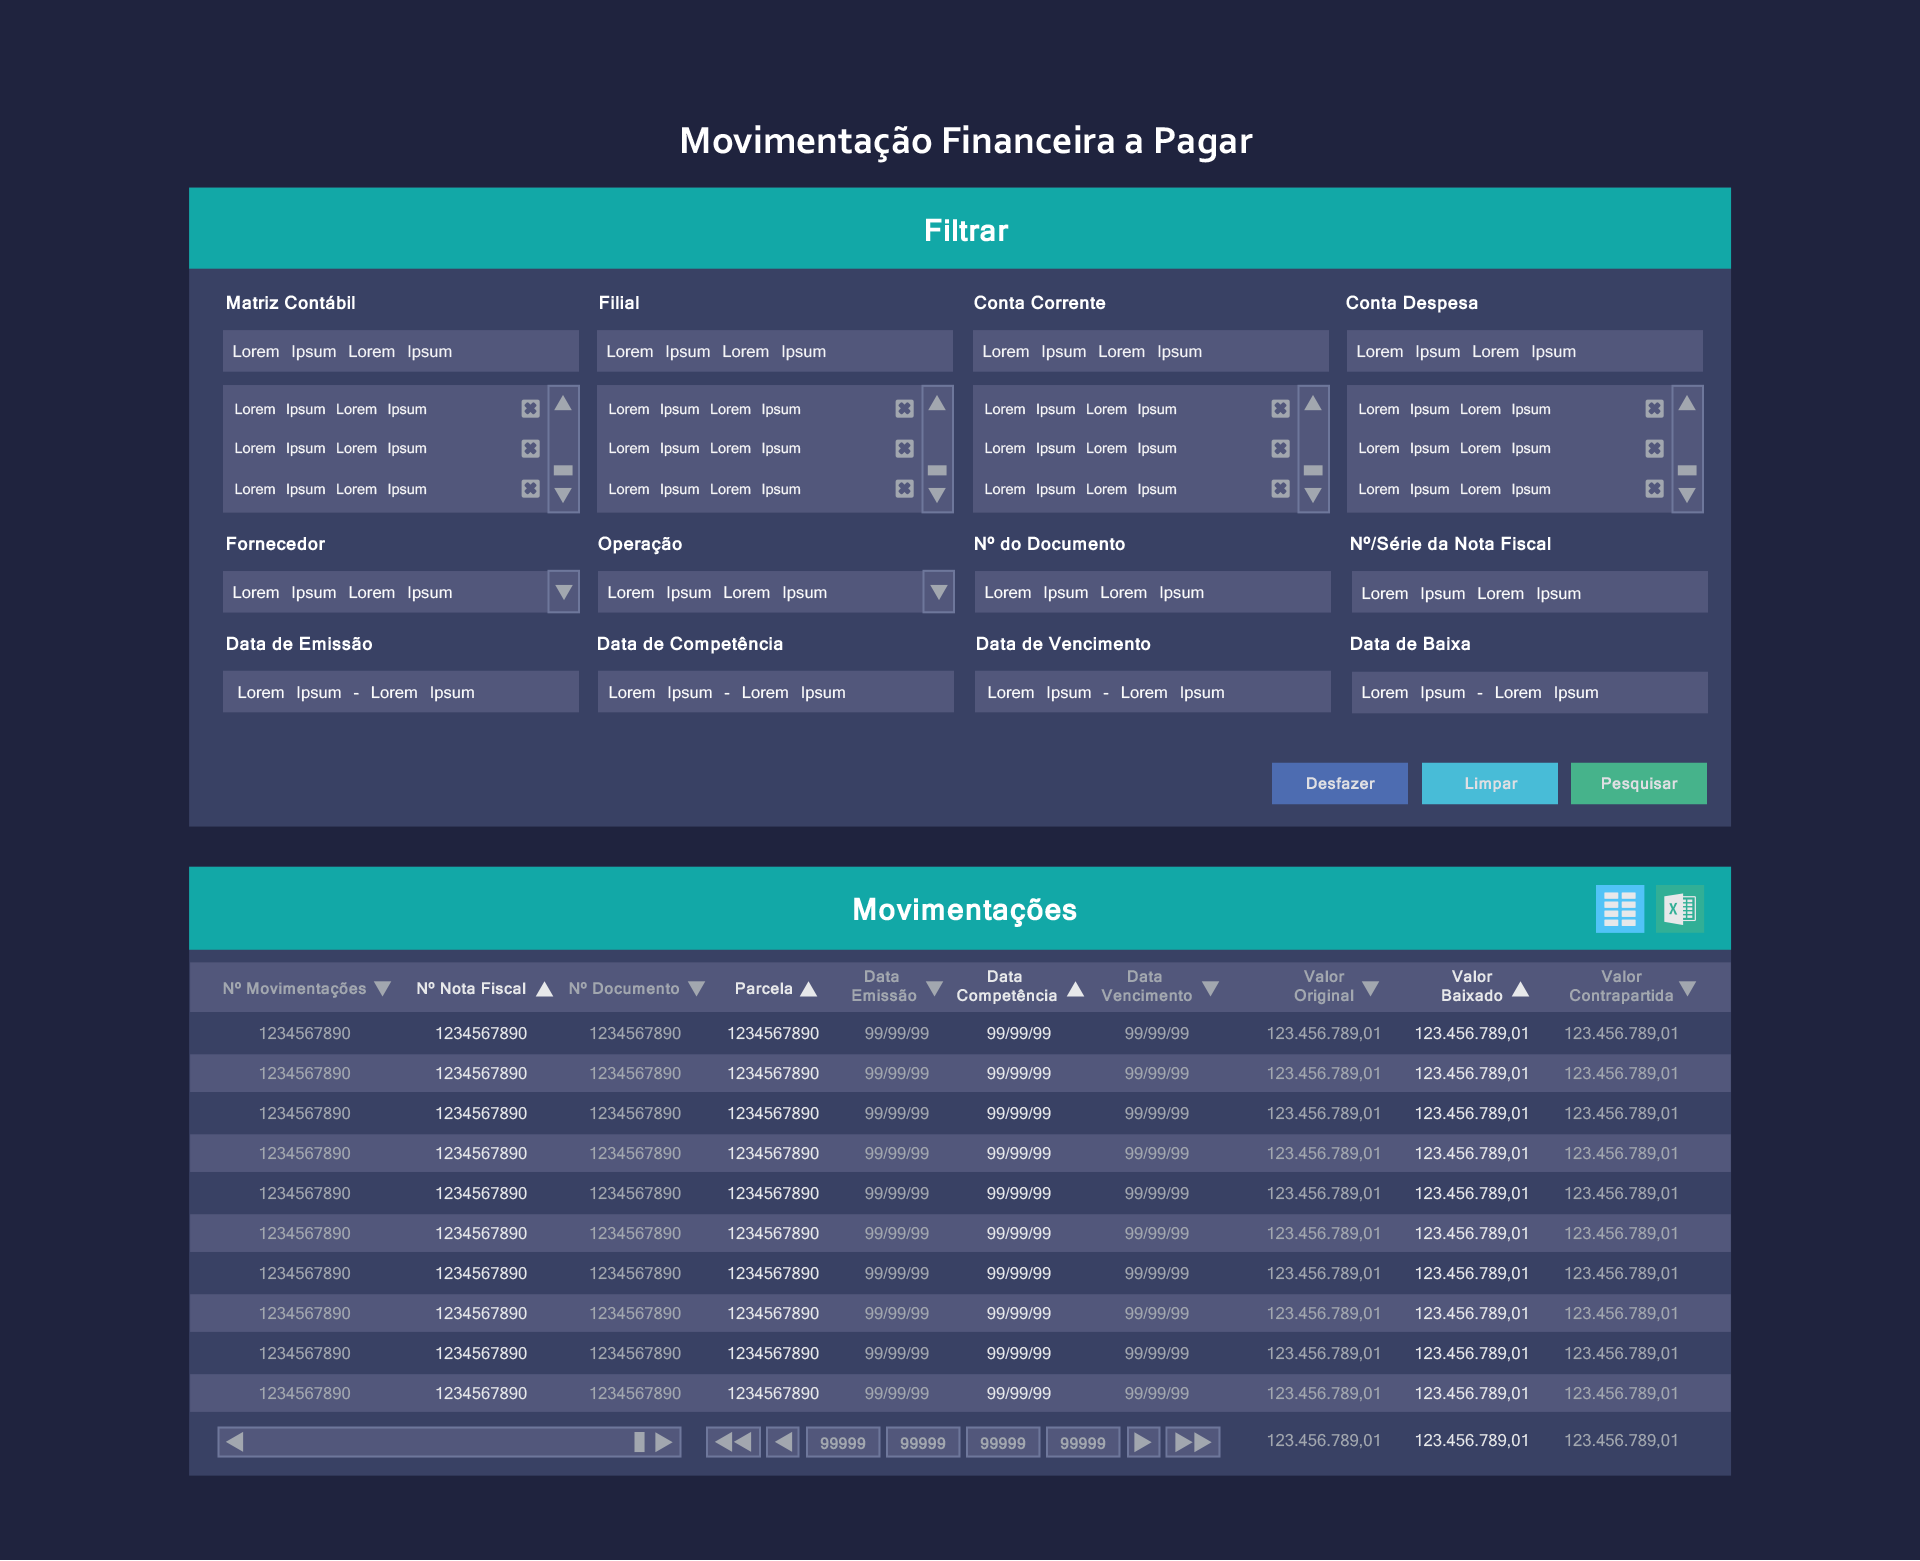 Movimentação Financeira a Pagar
Filtrar
Matriz Contábil Filial Conta Corrente Conta Despesa
Lorem Ipsum Lorem Ipsum Lorem Ipsum Lorem Ipsum Lorem Ipsum Lorem Ipsum Lorem Ipsum Lorem Ipsum
Lorem Ipsum Lorem Ipsum Lorem Ipsum Lorem Ipsum Lorem Ipsum Lorem Ipsum Lorem Ipsum Lorem Ipsum
Lorem Ipsum Lorem Ipsum Lorem Ipsum Lorem Ipsum Lorem Ipsum Lorem Ipsum Lorem Ipsum Lorem Ipsum
Lorem Ipsum Lorem Ipsum Lorem Ipsum Lorem Ipsum Lorem Ipsum Lorem Ipsum Lorem Ipsum Lorem Ipsum
Fornecedor Operação Nº do Documento Nº/Série da Nota Fiscal
Lorem Ipsum Lorem Ipsum Lorem Ipsum Lorem Ipsum Lorem Ipsum Lorem Ipsum Lorem Ipsum Lorem Ipsum
Data de Emissão Data de Competência Data de Vencimento Data de Baixa
Lorem Ipsum - Lorem Ipsum Lorem Ipsum - Lorem Ipsum Lorem Ipsum - Lorem Ipsum Lorem Ipsum - Lorem Ipsum
Desfazer Limpar Pesquisar
Movimentações X
Nº Movimentações Nº Nota Fiscal Nº Documento Parcela Data Emissão Data Competência Data Vencimento Valor Original Valor Baixado Valor Contrapartida
1234567890 1234567890 1234567890 1234567890 99/99/99 99/99/99 99/99/99 123.456.789,01 123.456.789,01 123.456.789,01
1234567890 1234567890 1234567890 1234567890 99/99/99 99/99/99 99/99/99 123.456.789,01 123.456.789,01 123.456.789,01
1234567890 1234567890 1234567890 1234567890 99/99/99 99/99/99 99/99/99 123.456.789,01 123.456.789,01 123.456.789,01
1234567890 1234567890 1234567890 1234567890 99/99/99 99/99/99 99/99/99 123.456.789,01 123.456.789,01 123.456.789,01
1234567890 1234567890 1234567890 1234567890 99/99/99 99/99/99 99/99/99 123.456.789,01 123.456.789,01 123.456.789,01
1234567890 1234567890 1234567890 1234567890 99/99/99 99/99/99 99/99/99 123.456.789,01 123.456.789,01 123.456.789,01
1234567890 1234567890 1234567890 1234567890 99/99/99 99/99/99 99/99/99 123.456.789,01 123.456.789,01 123.456.789,01
1234567890 1234567890 1234567890 1234567890 99/99/99 99/99/99 99/99/99 123.456.789,01 123.456.789,01 123.456.789,01
1234567890 1234567890 1234567890 1234567890 99/99/99 99/99/99 99/99/99 123.456.789,01 123.456.789,01 123.456.789,01
1234567890 1234567890 1234567890 1234567890 99/99/99 99/99/99 99/99/99 123.456.789,01 123.456.789,01 123.456.789,01
99999 99999 99999 99999 123.456.789,01 123.456.789,01 123.456.789,01